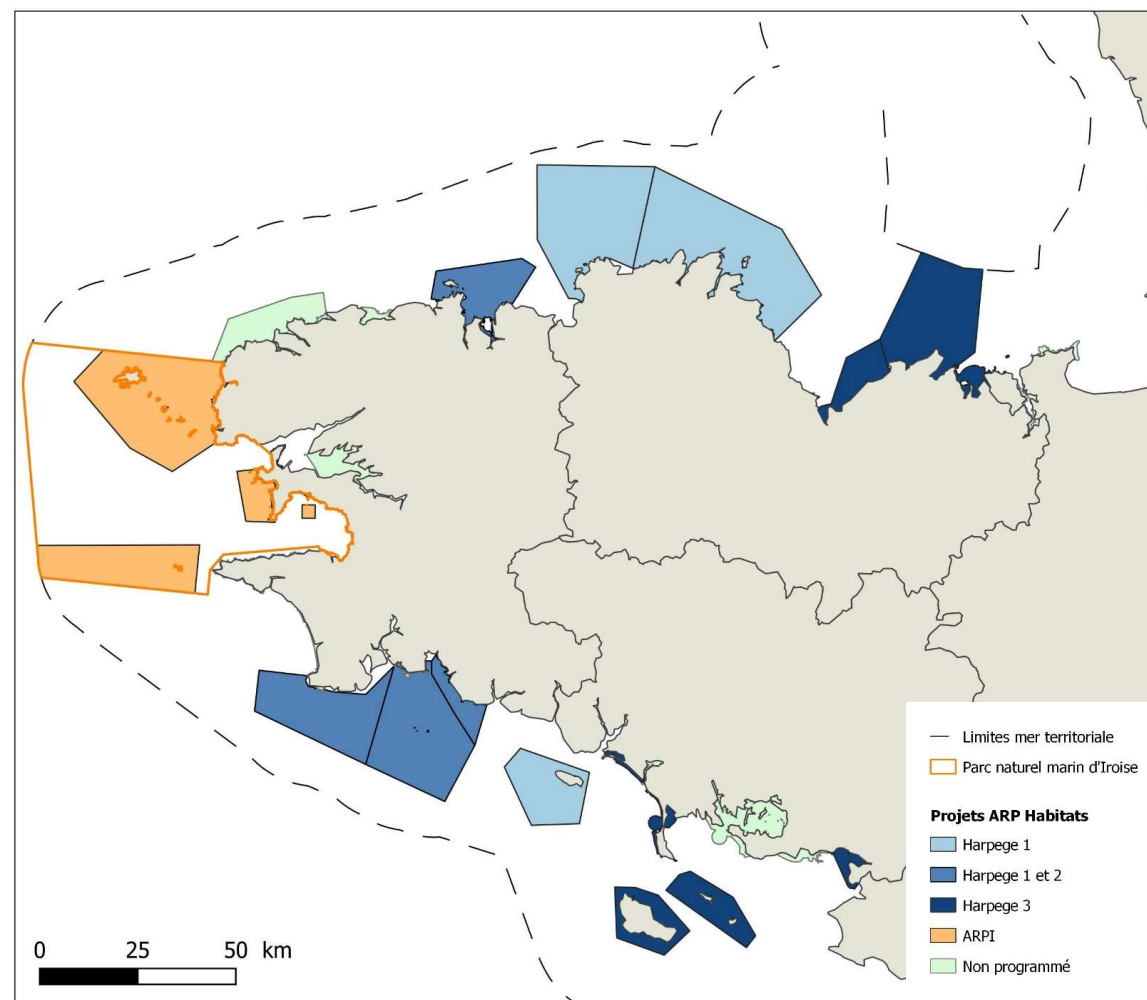 Limites mer territoriale
Parc naturel marin d'Iroise
Projets ARP Habitats
Harpege 1
Harpege 1 et 2
Harpege 3
ARPI
Non programmé
0 25 50 km